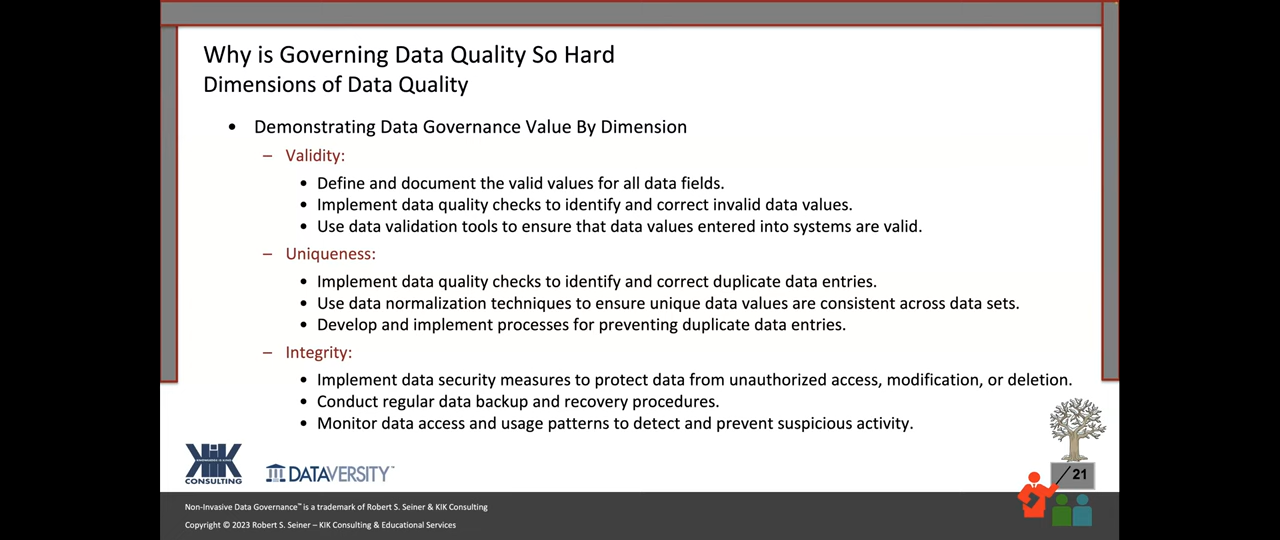 Why is Governing Data Quality So Hard
Dimensions of Data Quality
• Demonstrating Data Governance Value By Dimension
– Validity:
• Define and document the valid values for all data fields.
• Implement data quality checks to identify and correct invalid data values.
• Use data validation tools to ensure that data values entered into systems are valid.
– Uniqueness:
• Implement data quality checks to identify and correct duplicate data entries.
• Use data normalization techniques to ensure unique data values are consistent across data sets.
• Develop and implement processes for preventing duplicate data entries.
– Integrity:
• Implement data security measures to protect data from unauthorized access, modification, or deletion.
• Conduct regular data backup and recovery procedures.
• Monitor data access and usage patterns to detect and prevent suspicious activity.
KIK
CONSULTING
DATAVERSITY™
21
Non-Invasive Data Governance™ is a trademark of Robert S. Seiner & KIK Consulting
Copyright © 2023 Robert S. Seiner – KIK Consulting & Educational Services